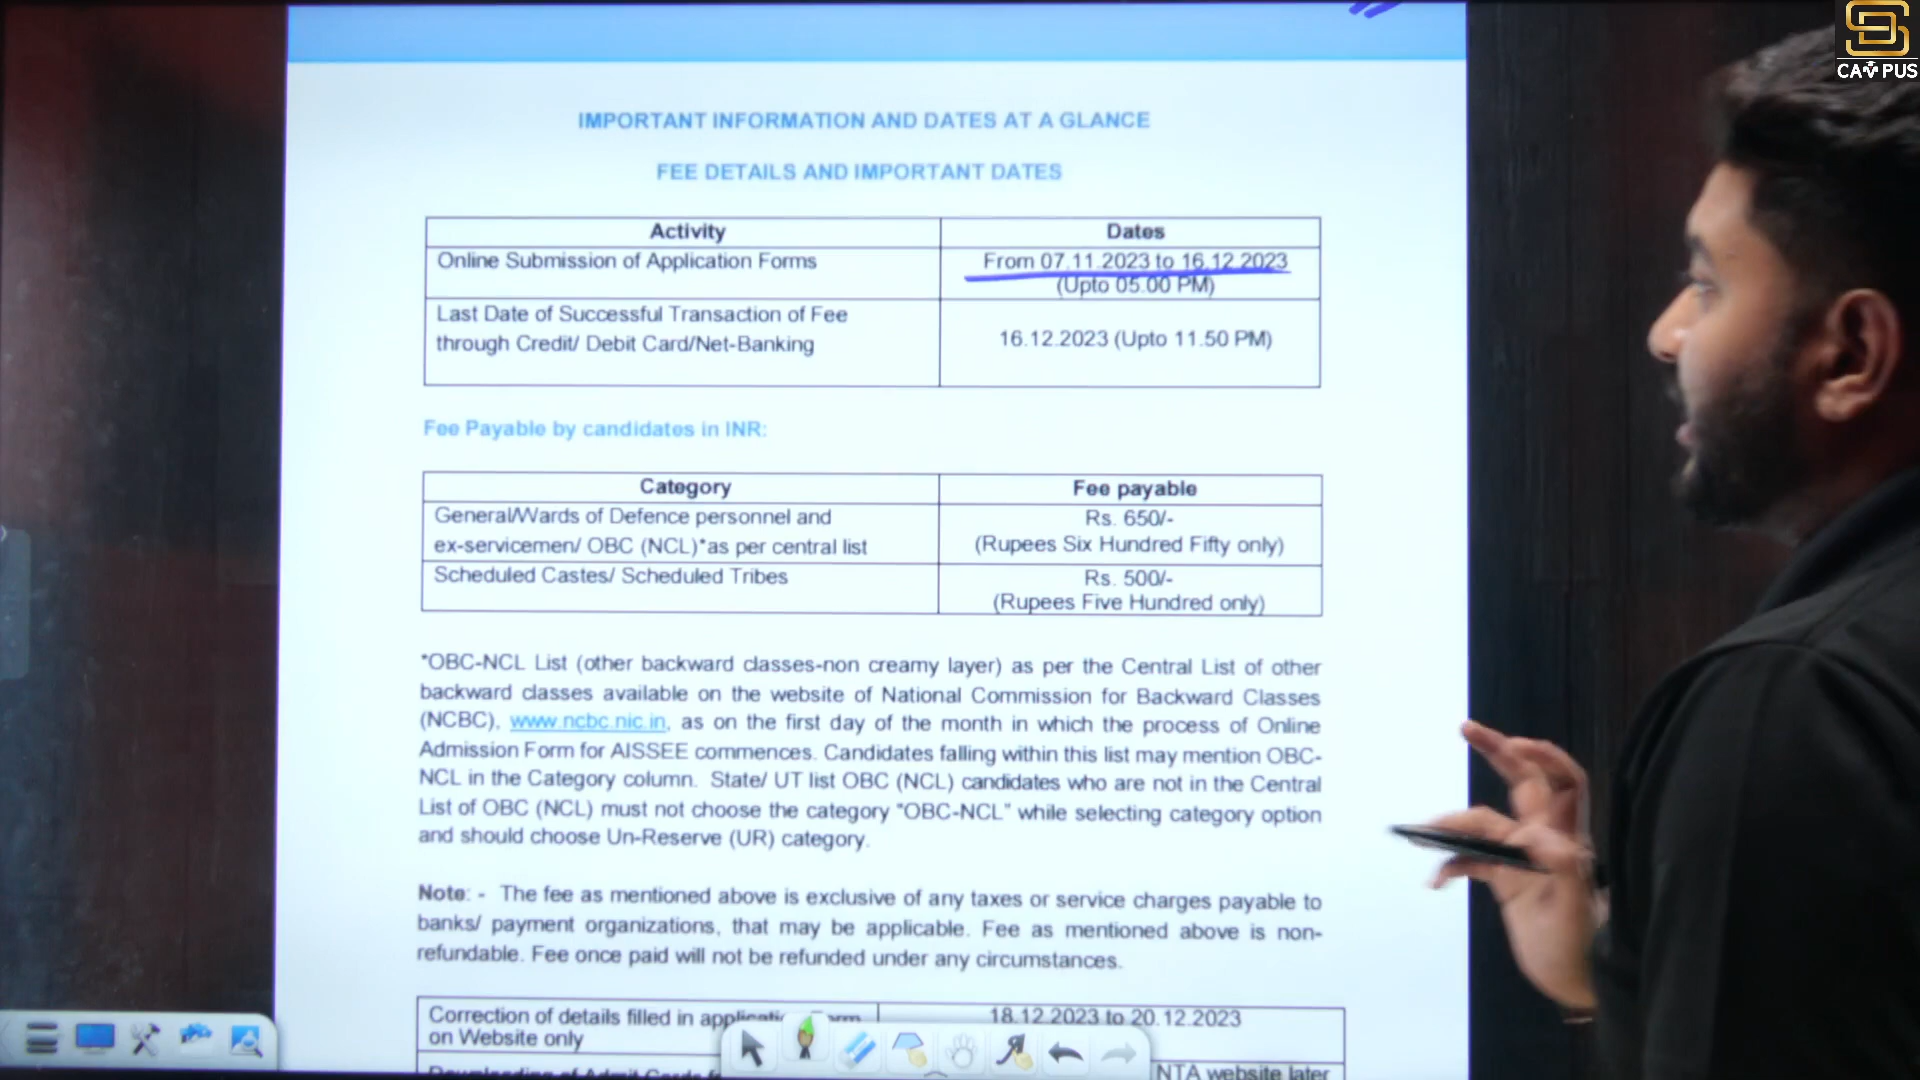 CAMPUS
IMPORTANT INFORMATION AND DATES AT A GLANCE
FEE DETAILS AND IMPORTANT DATES
Activity
Dates
Online Submission of Application Forms
From 07.11.2023 to 16.12.2023
(Upto 05.00 PM)
Last Date of Successful Transaction of Fee
through Credit/ Debit Card/Net-Banking
16.12.2023 (Upto 11.50 PM)
Fee Payable by candidates in INR:
Category
Fee payable
General/Wards of Defence personnel and
ex-servicemen/ OBC (NCL)*as per central list
Rs. 650/-
(Rupees Six Hundred Fifty only)
Scheduled Castes/ Scheduled Tribes
Rs. 500/-
(Rupees Five Hundred only)
*OBC-NCL List (other backward classes-non creamy layer) as per the Central List of other
backward classes available on the website of National Commission for Backward Classes
(NCBC), www.ncbc.nic.in, as on the first day of the month in which the process of Online
Admission Form for AISSEE commences. Candidates falling within this list may mention OBC-
NCL in the Category column. State/ UT list OBC (NCL) candidates who are not in the Central
List of OBC (NCL) must not choose the category "OBC-NCL" while selecting category option
and should choose Un-Reserve (UR) category.
Note: - The fee as mentioned above is exclusive of any taxes or service charges payable to
banks/ payment organizations, that may be applicable. Fee as mentioned above is non-
refundable. Fee once paid will not be refunded under any circumstances.
Correction of details filled in
on Website only
18.12.2023 to 20.12.2023
Downloading of Admit Cards
NTA website later